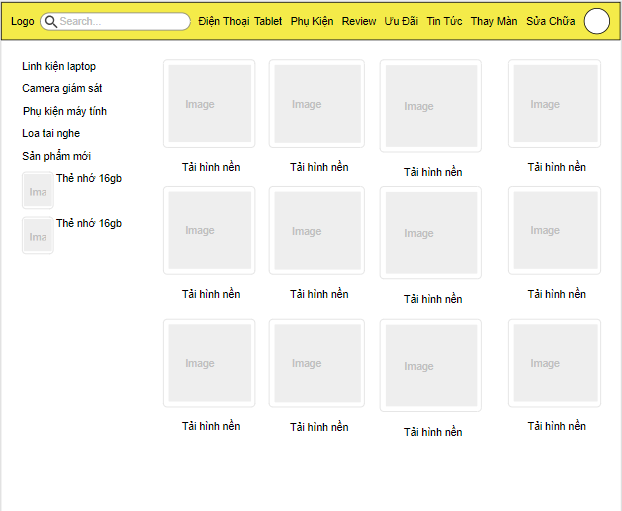 Logo Search... Điện Thoại Tablet Phụ Kiện Review Ưu Đãi Tin Tức Thay Màn Sửa Chữa
Linh kiện laptop
Camera giám sát
Phụ kiện máy tính
Loa tai nghe
Sản phẩm mới
Ima Thẻ nhớ 16gb
Ima Thẻ nhớ 16gb
Image Image Image Image
Tải hình nền Tải hình nền Tải hình nền Tải hình nền
Image Image Image Image
Tải hình nền Tải hình nền Tải hình nền Tải hình nền
Image Image Image Image
Tải hình nền Tải hình nền Tải hình nền Tải hình nền